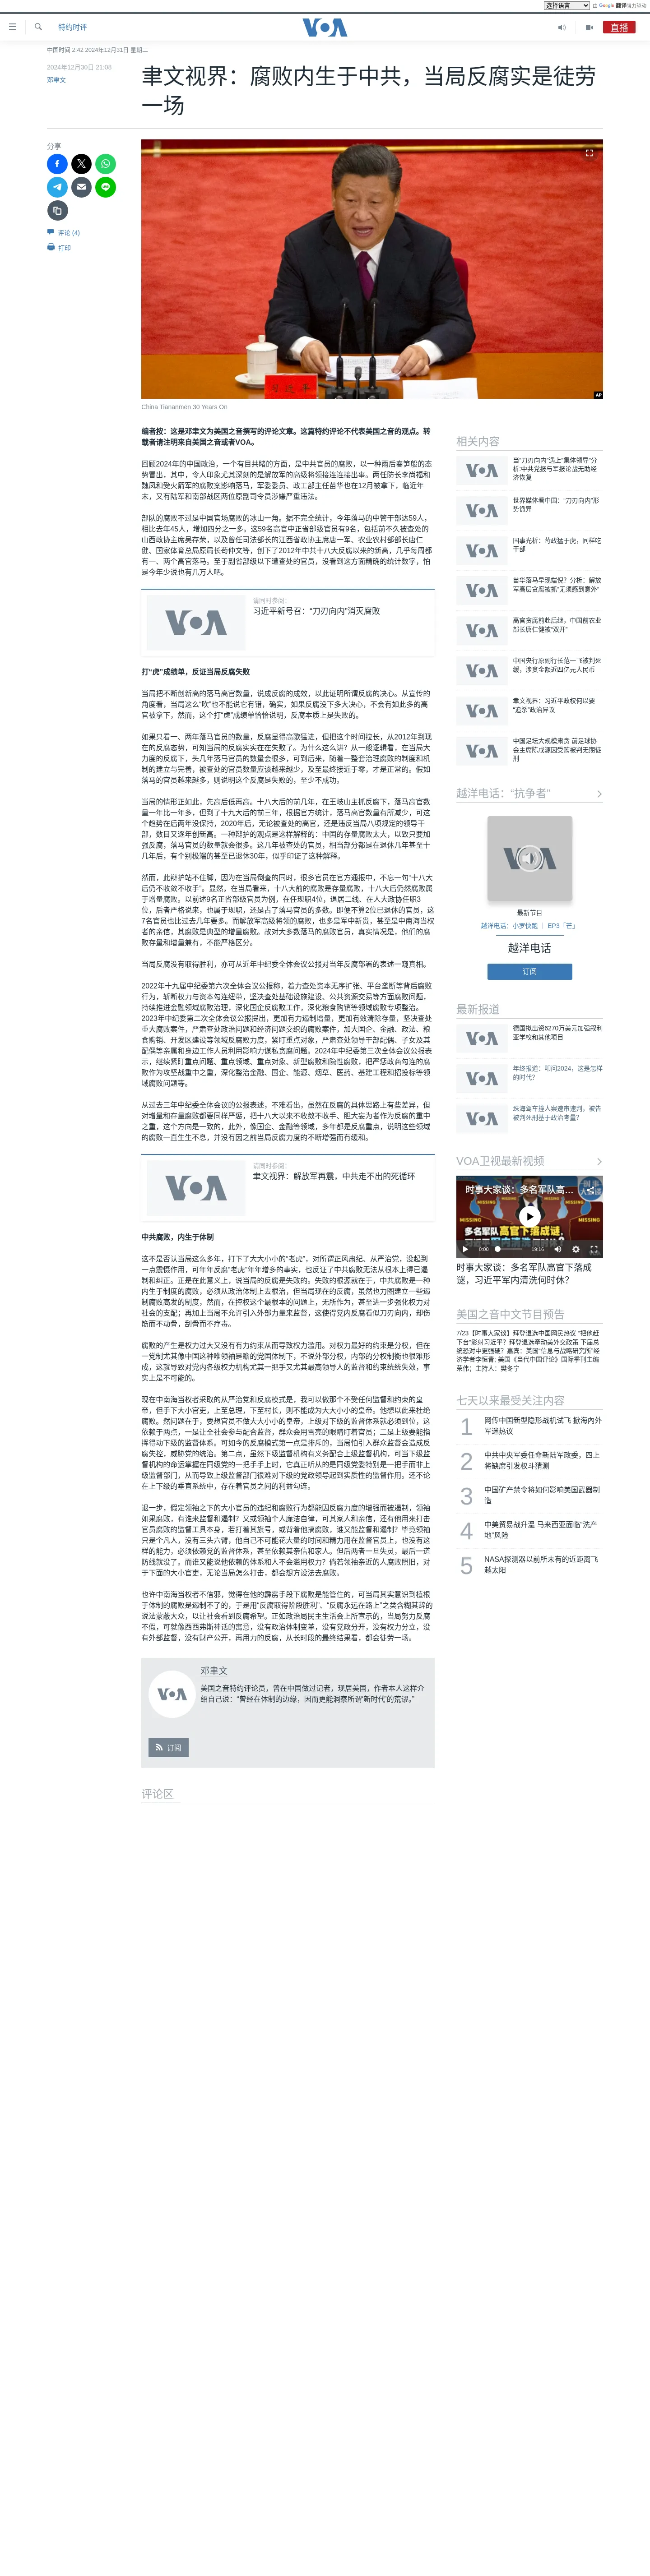 选择语言
由 Google 翻译强力驱动
特约时评
VOA
直播
中国时间 2:42 2024年12月31日 星期二
2024年12月30日 21:08
邓聿文
聿文视界：腐败内生于中共，当局反腐实是徒劳
一场
分享
评论 (4)
打印
AP
China Tiananmen 30 Years On
编者按：这是邓聿文为美国之音撰写的评论文章。这篇特约评论不代表美国之音的观点。转
载者请注明来自美国之音或者VOA。
回顾2024年的中国政治，一个有目共睹的方面，是中共官员的腐败，以一种雨后春笋般的态
势冒出，其中，令人印象尤其深刻的是解放军的高级将领接连接连出事。两任防长李尚福和
魏凤和受火箭军的腐败案影响纷纷落马，军委委员、政工部主任苗华也在12月被拿下，临近年
末，又有陆军和南部战区两位原副司令员涉嫌严重违法。
部队的腐败不过是中国官场腐败的冰山一角。据不完全统计，今年落马的中管干部达59人，
相比去年45人，增加四分之一多。这59名高官中正省部级官员有9名，包括前不久被查处的
山西政协主席吴存荣，以及曾任司法部长的江西省政协主席唐一军、农业农村部部长唐仁
健、国家体育总局原局长苟仲文等，创下了2012年中共十八大反腐以来的新高，几乎每周都
有一、两个高官落马。至于副省部级以下遭查处的官员，没看到这方面精确的统计数字，怕
是今年少说也有几万人吧。
请同时参阅：
习近平新号召：“刀刃向内”消灭腐败
打“虎”成绩单，反证当局反腐失败
当局把不断创新高的落马高官数量，说成反腐的成效，以此证明所谓反腐的决心。从宣传的
角度看，当局这么“吹”也不能说它有错，确实，如果反腐没下多大决心，不会有如此多的高
官被拿下，然而，这个打“虎”成绩单恰恰说明，反腐本质上是失败的。
如果只看一、两年落马官员的数量，反腐显得高歌猛进，但把这个时间拉长，从2012年到现
在的反腐态势，可知当局的反腐实实在在失败了。为什么这么讲？从一般逻辑看，在当局大
力度的反腐下，头几年落马官员的数量会很多，可到后来，随着一整套治理腐败的制度和机
制的建立与完善，被查处的官员数量应该越来越少，及至最终接近于零，才是正常的。假如
落马的官员越来越多，则说明这个反腐是失败的，至少不成功。
当局的情形正如此，先高后低再高。十八大后的前几年，在王岐山主抓反腐下，落马高官数
量一年比一年多，但到了十九大后的前三年，根据官方统计，落马高官数量有所减少，可这
个趋势在后两年没保持，2020年后，无论被查处的高官，还是违反当局八项规定的领导干
部，数目又逐年创新高。一种辩护的观点是这样解释的：中国的存量腐败太大，以致只要加
强反腐，落马官员的数量就会很多。这几年被查处的官员，相当部分都是在退休几年甚至十
几年后，有个别极端的甚至已退休30年，似乎印证了这种解释。
然而，此辩护站不住脚，因为在当局倒查的同时，很多官员在官方通报中，不忘一句“十八大
后仍不收敛不收手”。显然，在当局看来，十八大前的腐败是存量腐败，十八大后仍然腐败属
于增量腐败。以前述9名正省部级官员为例，在任现职4位，退居二线、在人大政协任职3
位，后者严格说来，也属于现职，还是占了落马官员的多数。即便不算2位已退休的官员，这
7名官员也比过去几年要多。而解放军高级将领的腐败，也多是军中新贵，甚至是中国海军创
者的亲信，其腐败是典型的增量腐败。故对大多数落马的腐败官员，真实情况是，他们的腐
败有存量和增量兼有，不能严格区分。
当局反腐没有取得胜利，亦可从近年中纪委全体会议公报对当年反腐部署的表述一窥真相。
2022年十九届中纪委第六次全体会议公报称，着力查处资本无序扩张、平台垄断等背后腐败
行为，斩断权力与资本勾连纽带，坚决查处基础设施建设、公共资源交易等方面腐败问题，
持续推进金融领域腐败治理，深化国企反腐败工作，深化粮食购销等领域腐败专项整治。
2023年中纪委第二次全体会议公报提出，更加有力遏制增量，更加有效清除存量，坚决查处
重大腐败案件，严肃查处政治问题和经济问题交织的腐败案件，加大国企、金融、政法、粮
食购销、开发区建设等领域反腐败力度，紧盯重点对象，严肃查处领导干部配偶、子女及其
配偶等亲属和身边工作人员利用影响力谋私贪腐问题。2024年中纪委第三次全体会议公报表
示，继续紧盯重点问题、重点领域、重点对象、新型腐败和隐性腐败，把严惩政商勾连的腐
败作为攻坚战重中之重，深化整治金融、国企、能源、烟草、医药、基建工程和招投标等领
域腐败问题等。
从过去三年中纪委全体会议的公报表述，不难看出，虽然在反腐的具体思路上有些差异，但
对增量和存量腐败都要同样严惩，把十八大以来不收敛不收手、胆大妄为者作为反腐的重中
之重，这个方向是一致的，此外，像国企、金融等领域，多年都是反腐重点，说明这些领域
的腐败一直生生不息，并没有因之前当局反腐力度的不断增强而有缓和。
请同时参阅：
聿文视界：解放军再震，中共走不出的死循环
中共腐败，内生于体制
这不是否认当局这么多年，打下了大大小小的“老虎”，对所谓正风肃纪、从严治党，没起到
一点震慑作用，可年年反腐“老虎”年年增多的事实，也反证了中共腐败无法从根本上得已遏
制和纠正。正是在此意义上，说当局的反腐是失败的。失败的根源就在于，中共腐败是一种
内生于制度的腐败，必须从政治体制上去根治，但当局现在的反腐，虽然也力图建立一些遏
制腐败高发的制度，然而，在控权这个最根本的问题上，无所作为，甚至进一步强化权力对
社会的支配；再加上当局不允许引入外部力量来监督，这使得党内反腐看似刀刃向内，却伤
筋而不动骨，刮骨而不疗毒。
腐败的产生是权力过大又没有有力约束从而导致权力滥用。对权力最好的约束是分权，但在
一党制尤其像中国这种唯领袖是瞻的党国体制下，不说外部分权，内部的分权制衡也很难形
成，这就导致对党内各级权力机构尤其一把手又尤其最高领导人的监督和约束统统失效，事
实上是不可能的。
现在中南海当权者采取的从严治党和反腐模式是，我可以做那个不受任何监督和约束的皇
帝，但手下大小官吏，上至总理，下至村长，则不能成为大大小小的皇帝。他想以此来杜绝
腐败。然问题在于，要想官员不做大大小小的皇帝，上级对下级的监督体系就必须到位，这
依赖于两点，一是让全社会参与配合监督，群众会用雪亮的眼睛盯着官员；二是上级要能指
挥得动下级的监督体系。可如今的反腐模式第一点是排斥的，当局怕引入群众监督会造成反
腐失控，威胁党的统治。第二点，虽然下级监督机构有义务配合上级监督机构，可当下级监
督机构的命运掌握在同级党的一把手手上时，它真正听从的是同级党委特别是一把手而非上
级监督部门，从而导致上级监督部门很难对下级的党政领导起到实质性的监督作用。还不论
在上下级的垂直系统中，存在着官员之间的利益勾连。
退一步，假定领袖之下的大小官员的违纪和腐败行为都能因反腐力度的增强而被遏制，领袖
如果腐败，有谁来监督和遏制？又或领袖个人廉洁自律，可其家人和亲信，还有他用来打击
官员腐败的监督工具本身，若打着其旗号，或背着他搞腐败，谁又能监督和遏制？毕竟领袖
只是个凡人，没有三头六臂，他自己不可能花大量的时间和精力用在监督官员上，也没有这
样的能力，必须依赖党的监督体系，甚至依赖其亲信和家人。但后两者一旦失灵，最后一道
防线就没了。而谁又能说他依赖的体系和人不会滥用权力？倘若领袖亲近的人腐败照旧，对
于下面的大小官吏，无论当局怎么打击，都会想方设法去腐败。
也许中南海当权者不信邪，觉得在他的霹雳手段下腐败是能管住的，可当局其实意识到植根
于体制的腐败是遏制不了的，于是用“反腐取得阶段胜利”、“反腐永远在路上”之类含糊其辞的
说法蒙蔽大众，以让社会看到反腐希望。正如政治局民主生活会上所宣示的，当局努力反腐
不假，可就像西西弗斯神话的寓意，没有政治体制变革，没有党政分开，没有权力分立，没
有外部监督，没有财产公开，再用力的反腐，从长时段的最终结果看，都会徒劳一场。
邓聿文
美国之音特约评论员，曾在中国做过记者，现居美国，作者本人这样介
绍自己说：“曾经在体制的边缘，因而更能洞察所谓‘新时代’的荒谬。”
订阅
评论区
相关内容
当“刀刃向内”遇上“集体领导”分
析:中共党报与军报论战无助经
济恢复
世界媒体看中国：“刀刃向内”形
势诡异
国事光析：苛政猛于虎，同样吃
干部
苗华落马早现端倪？分析：解放
军高层贪腐被抓“无须感到意外”
高官贪腐前赴后继，中国前农业
部长唐仁健被“双开”
中国央行原副行长范一飞被判死
缓，涉贪金额近四亿元人民币
聿文视界：习近平政权何以要
“追杀”政治异议
中国足坛大规模肃贪 前足球协
会主席陈戌源因受贿被判无期徒
刑
越洋电话：“抗争者”
最新节目
越洋电话：小罗快跑 ｜ EP3「芒」
越洋电话
订阅
最新报道
德国拟出资6270万美元加强叙利
亚学校和其他项目
年终报道：叩问2024，这是怎样
的时代？
珠海驾车撞人案速审速判，被告
被判死刑基于政治考量？
VOA卫视最新视频
时事大家谈：多名军队高...
多名军队高官下落成谜
0:00
19:16
时事大家谈：多名军队高官下落成
谜，习近平军内清洗何时休？
美国之音中文节目预告
7/23【时事大家谈】拜登退选中国网民热议 “把他赶
下台”影射习近平？拜登退选牵动美外交政策 下届总
统恐对中更强硬？嘉宾：美国“信息与战略研究所”经
济学者李恒青; 美国《当代中国评论》国际季刊主编
荣伟；主持人：樊冬宁
七天以来最受关注内容
1 网传中国新型隐形战机试飞 掀海內外
军迷热议
2 中共中央军委任命新陆军政委，四上
将缺席引发权斗猜测
3 中国矿产禁令将如何影响美国武器制
造
4 中美贸易战升温 马来西亚面临“洗产
地”风险
5 NASA探测器以前所未有的近距离飞
越太阳